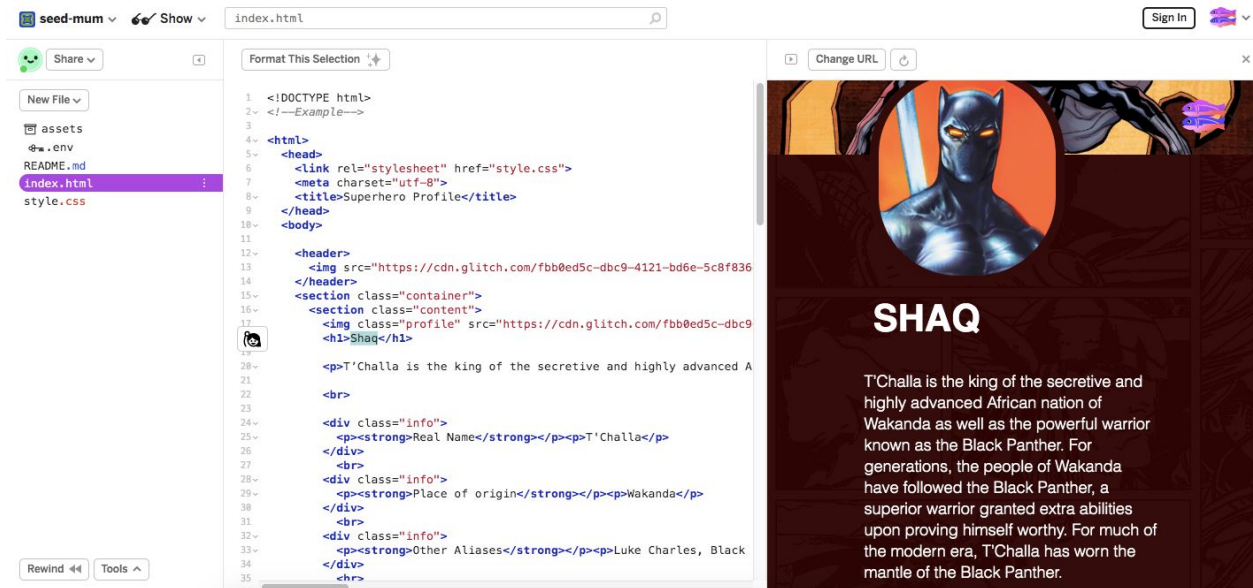 seed-mum Show index.html Sign In
Share Format This Selection Change URL
New File
assets
.env
README.md
index.html
style.css
Rewind Tools
1 <!DOCTYPE html>
2 <!--Example-->
3
4 <html>
5 <head>
6 <link rel="stylesheet" href="style.css">
7 <meta charset="utf-8">
8 <title>Superhero Profile</title>
9 </head>
10 <body>
11
12 <header>
13 <img src="https://cdn.glitch.com/fbb0ed5c-dbc9-4121-bd6e-5c8f836
14 </header>
15 <section class="container">
16 <section class="content">
17 <img class="profile" src="https://cdn.glitch.com/fbb0ed5c-dbc9
<h1>Shaq</h1>
19
20 <p>T'Challa is the king of the secretive and highly advanced A
21
22 <br>
23
24 <div class="info">
25 <p><strong>Real Name</strong></p><p>T'Challa</p>
26 </div>
27 <br>
28 <div class="info">
29 <p><strong>Place of origin</strong></p><p>Wakanda</p>
30 </div>
31 <br>
32 <div class="info">
33 <p><strong>Other Aliases</strong></p><p>Luke Charles, Black
34 </div>
35 <br>
SHAQ
T'Challa is the king of the secretive and
highly advanced African nation of
Wakanda as well as the powerful warrior
known as the Black Panther. For
generations, the people of Wakanda
have followed the Black Panther, a
superior warrior granted extra abilities
upon proving himself worthy. For much of
the modern era, T'Challa has worn the
mantle of the Black Panther.